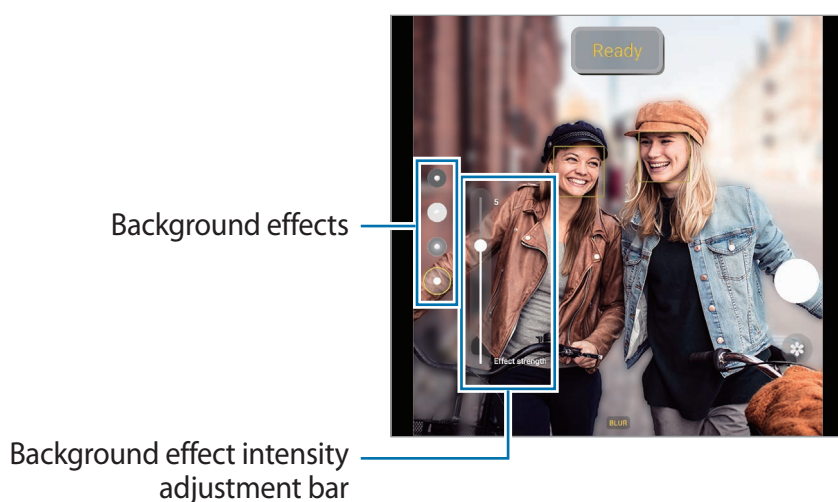 Ready
5
Background effects
Effect strength
BLUR
Background effect intensity
adjustment bar